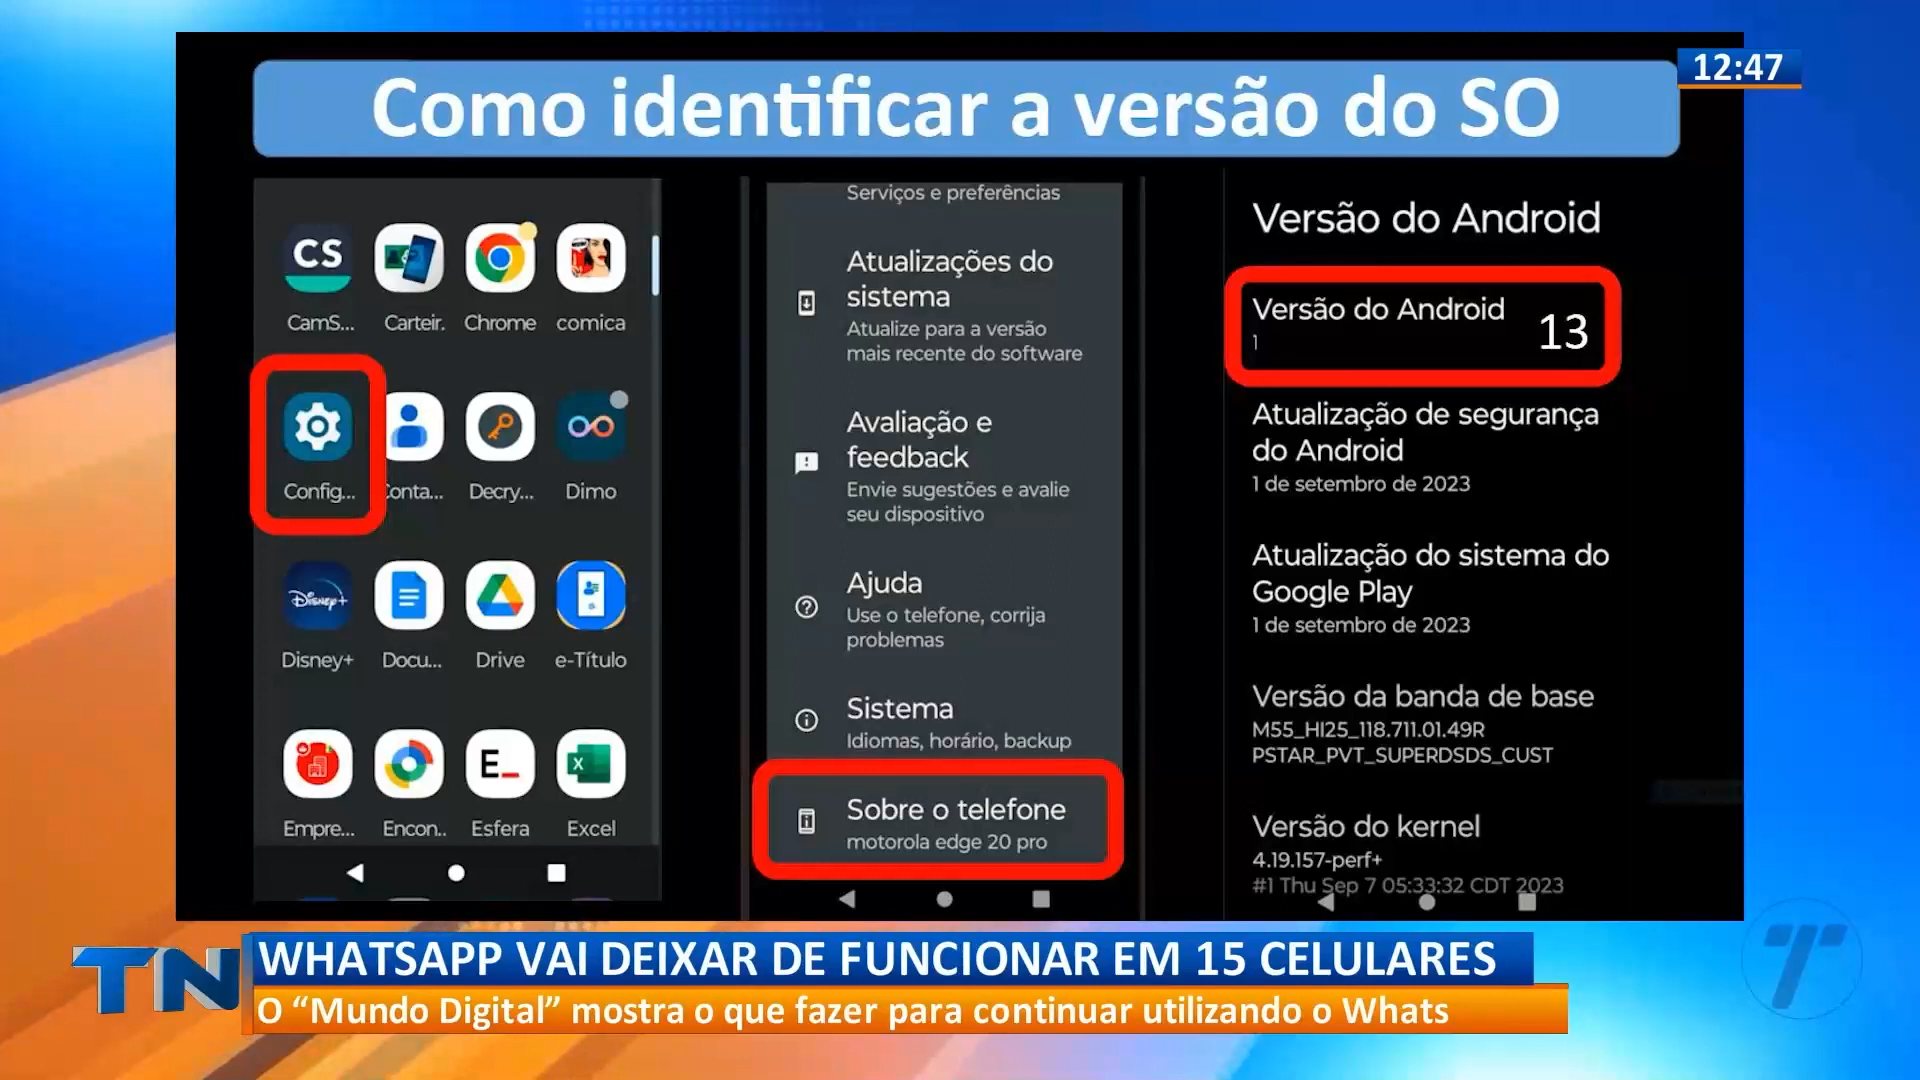 12:47
Como identificar a versão do SO
CS
CamS...
Carteir.
Chrome
comica
Config...
Conta...
Decry...
Dimo
Disney+
Disney+
Docu...
Drive
e-Título
E_
X
Empre...
Encon..
Esfera
Excel
Serviços e preferências
Atualizações do
sistema
Atualize para a versão
mais recente do software
Avaliação e
feedback
Envie sugestões e avalie
seu dispositivo
Ajuda
Use o telefone, corrija
problemas
Sistema
Idiomas, horário, backup
Sobre o telefone
motorola edge 20 pro
Versão do Android
Versão do Android
1
13
Atualização de segurança
do Android
1 de setembro de 2023
Atualização do sistema do
Google Play
1 de setembro de 2023
Versão da banda de base
M55_HI25_118.711.01.49R
PSTAR_PVT_SUPERDSDS_CUST
Versão do kernel
4.19.157-perf+
#1 Thu Sep 7 05:33:32 CDT 2023
TN
WHATSAPP VAI DEIXAR DE FUNCIONAR EM 15 CELULARES
O “Mundo Digital” mostra o que fazer para continuar utilizando o Whats
T